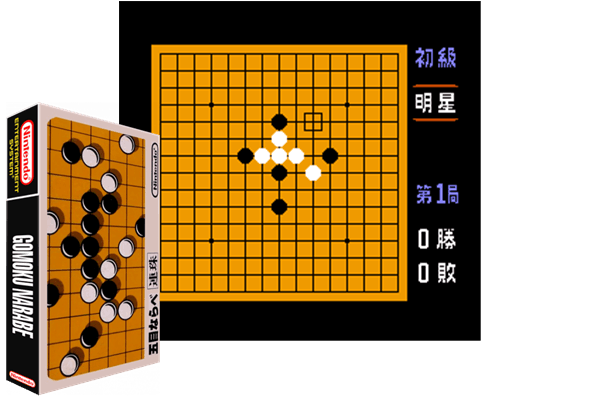 初級
明星
第1局
0勝
0敗
Nintendo
ENTERTAINMENT
SYSTEM
GOMOKU NARABE
Nintendo
Nintendo
五目ならべ 連珠